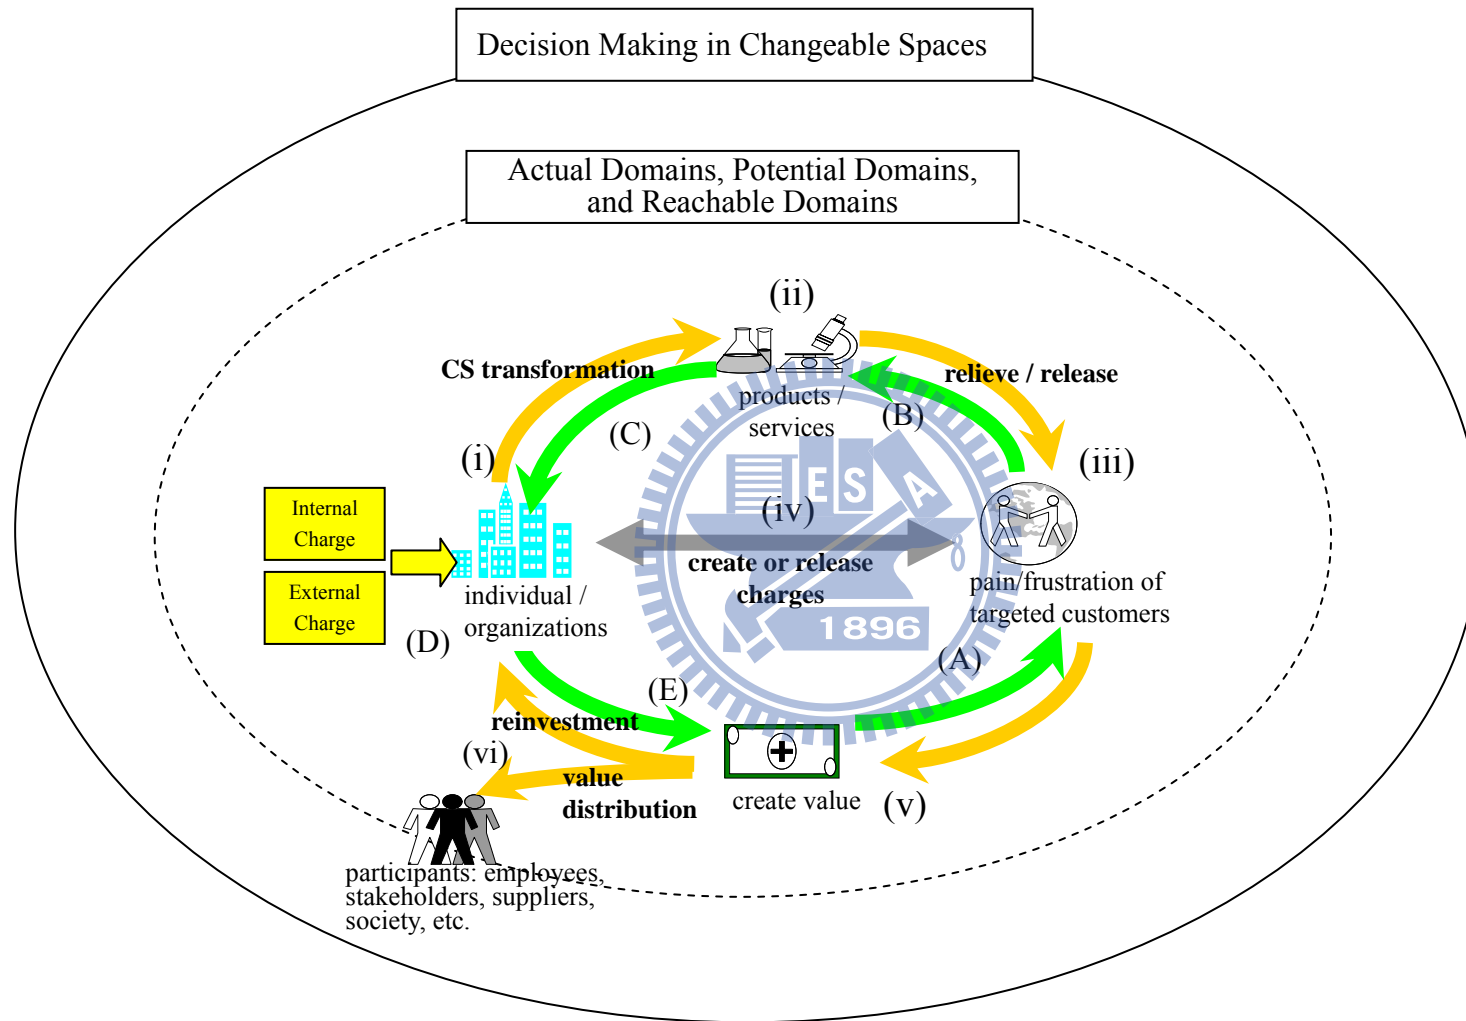 Decision Making in Changeable Spaces
Actual Domains, Potential Domains,
and Reachable Domains
(ii)
CS transformation
relieve / release
products /
services
(B)
(C)
(i)
(iii)
E S A
Internal
Charge
(iv)
create or release
charges
External
Charge
individual /
organizations
pain/frustration of
targeted customers
1896
(D)
(A)
(E)
reinvestment
(vi)
value
distribution
create value
(v)
participants: employees,
stakeholders, suppliers,
society, etc.